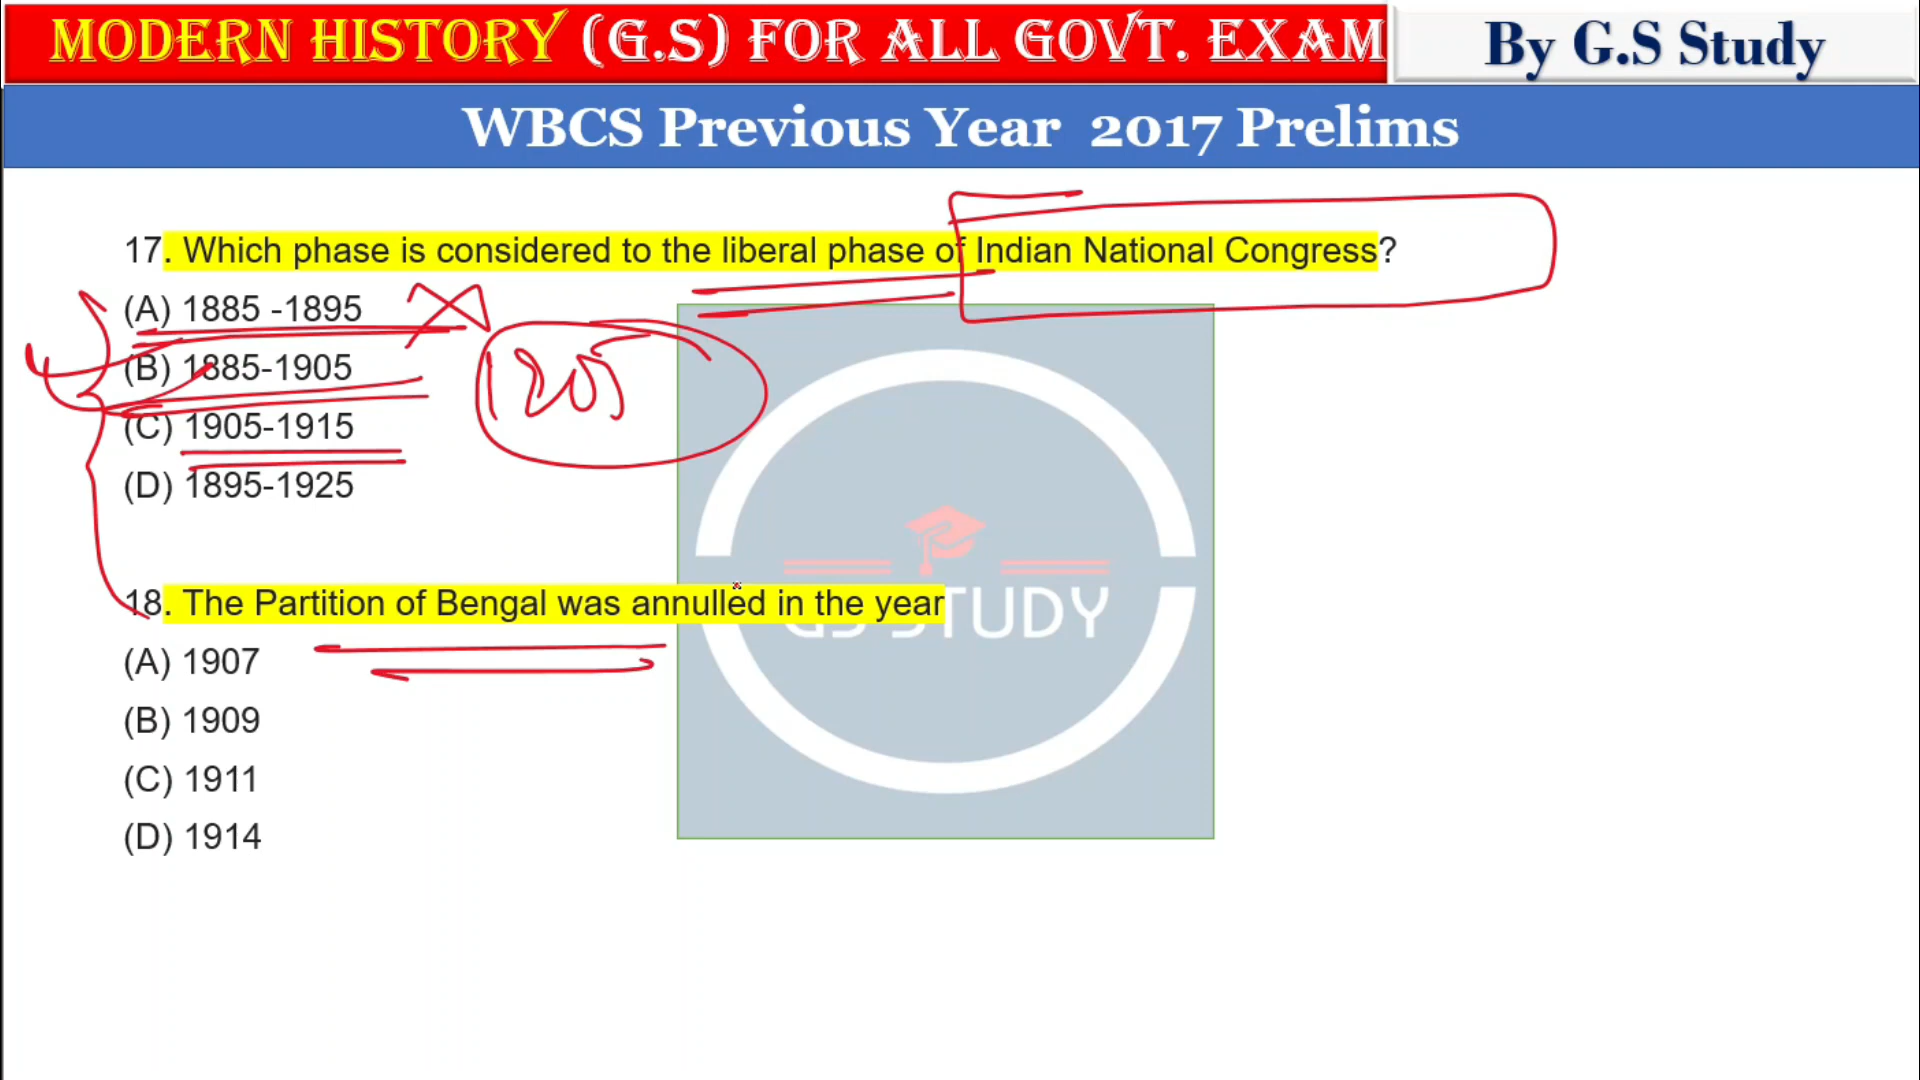 MODERN HISTORY (G.S) FOR ALL GOVT. EXAM
By G.S Study
WBCS Previous Year 2017 Prelims
17. Which phase is considered to the liberal phase of Indian National Congress?
(A) 1885 -1895
(B) 1885-1905
(C) 1905-1915
(D) 1895-1925
18. The Partition of Bengal was annulled in the year
(A) 1907
(B) 1909
(C) 1911
(D) 1914
GS STUDY